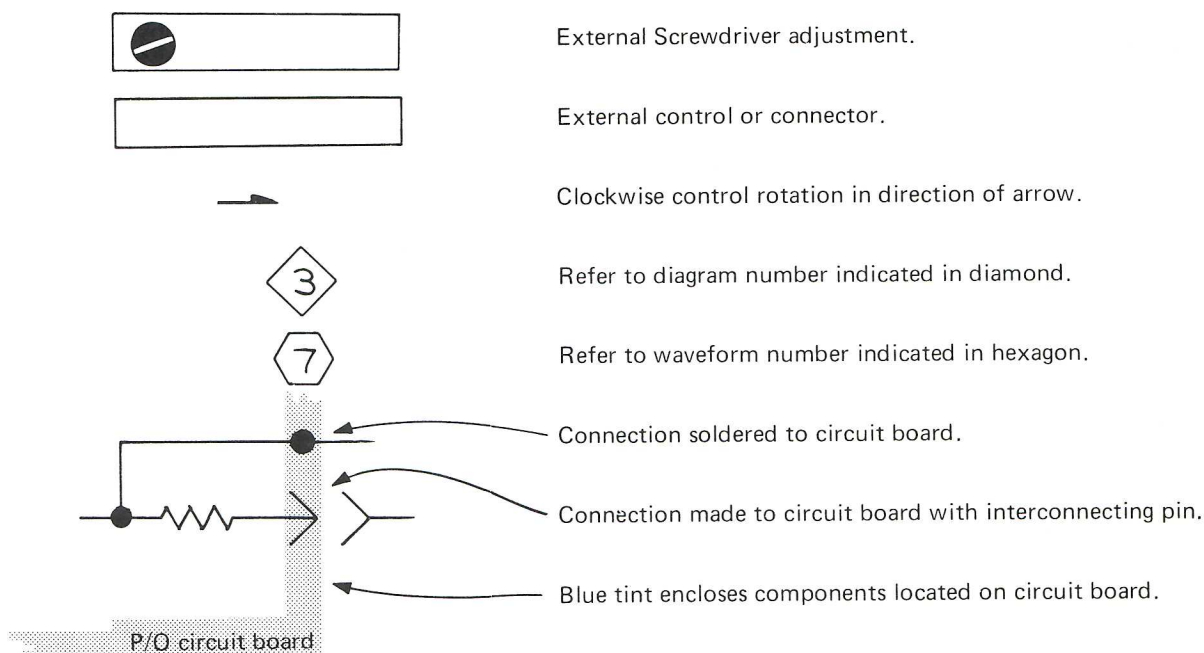 External Screwdriver adjustment.
External control or connector.
Clockwise control rotation in direction of arrow.
3
Refer to diagram number indicated in diamond.
7
Refer to waveform number indicated in hexagon.
Connection soldered to circuit board.
Connection made to circuit board with interconnecting pin.
Blue tint encloses components located on circuit board.
P/O circuit board